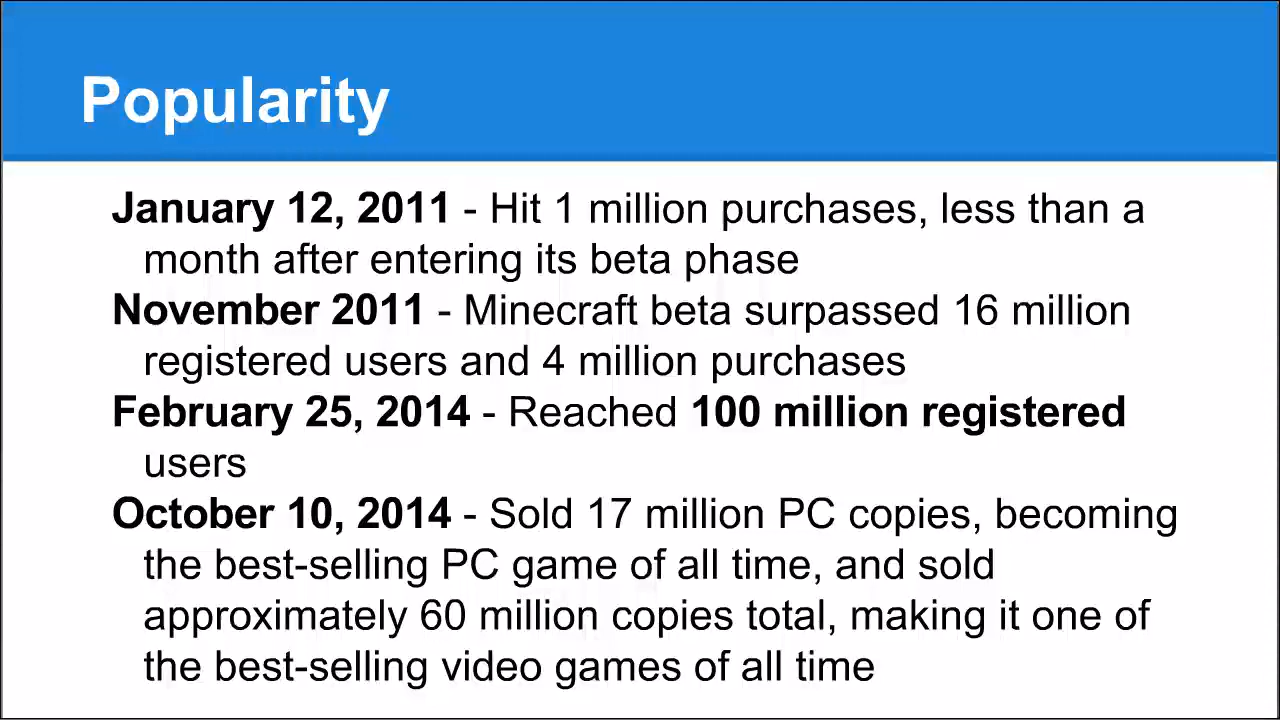 Popularity
January 12, 2011 - Hit 1 million purchases, less than a
month after entering its beta phase
November 2011 - Minecraft beta surpassed 16 million
registered users and 4 million purchases
February 25, 2014 - Reached 100 million registered
users
October 10, 2014 - Sold 17 million PC copies, becoming
the best-selling PC game of all time, and sold
approximately 60 million copies total, making it one of
the best-selling video games of all time